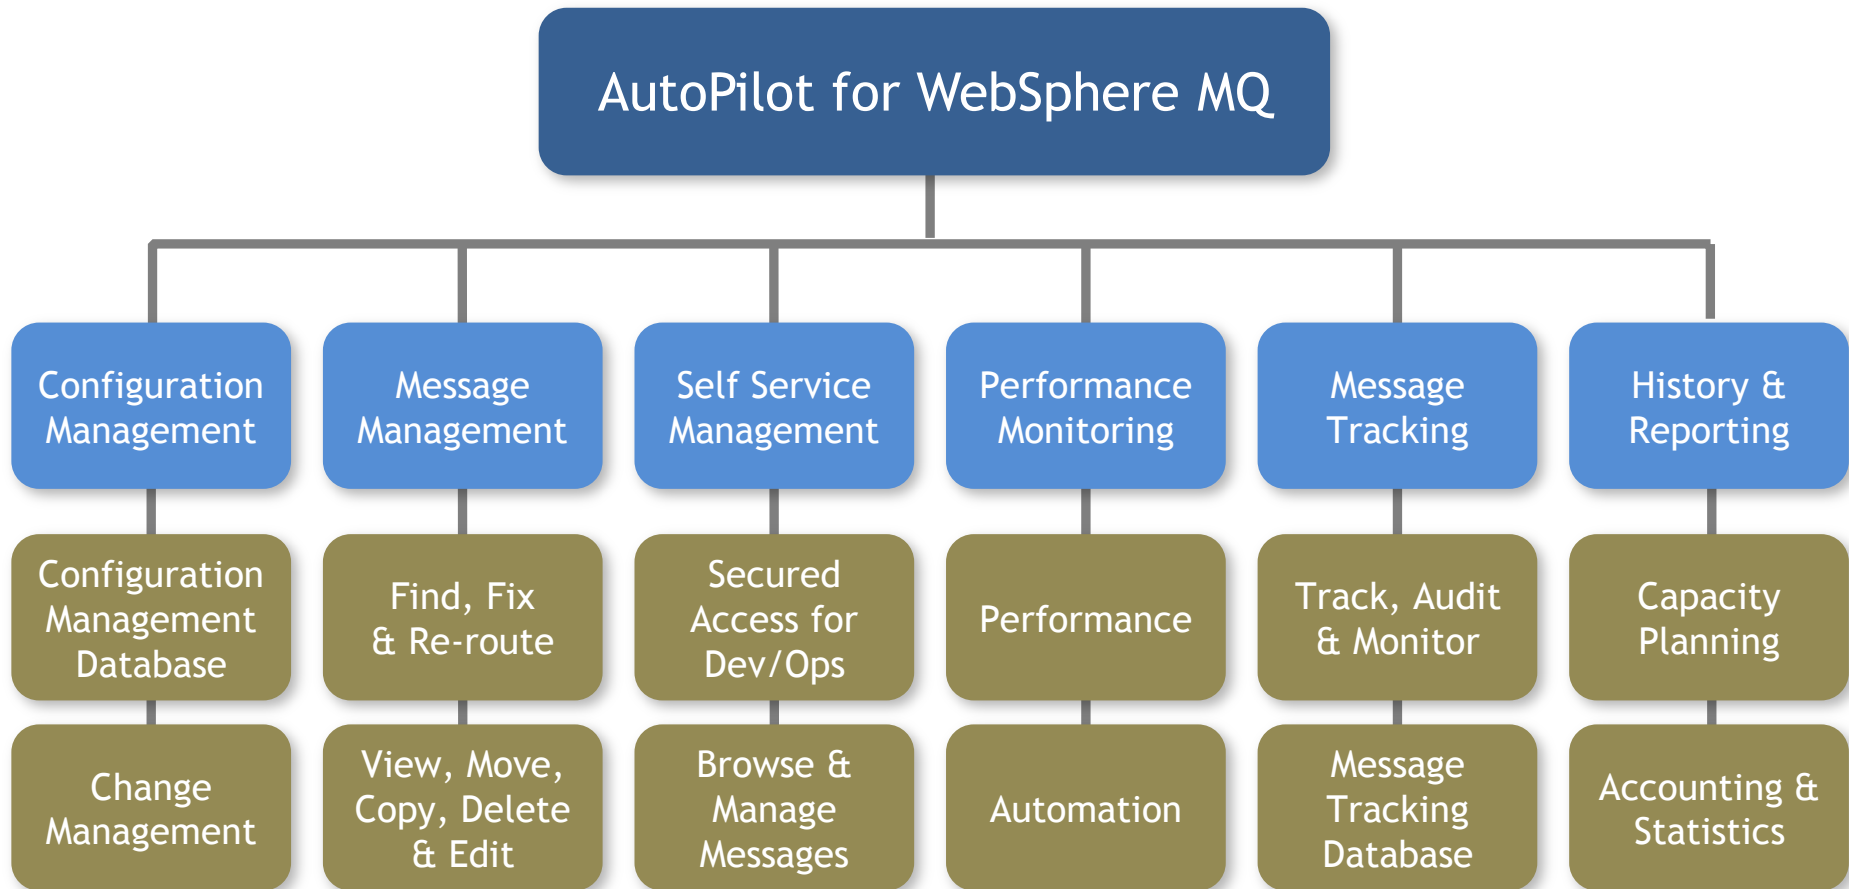 AutoPilot for WebSphere MQ
Configuration
Management
Message
Management
Self Service
Management
Performance
Monitoring
Message
Tracking
History &
Reporting
Configuration
Management
Database
Find, Fix
& Re-route
Secured
Access for
Dev/Ops
Performance
Track, Audit
& Monitor
Capacity
Planning
Change
Management
View, Move,
Copy, Delete
& Edit
Browse &
Manage
Messages
Automation
Message
Tracking
Database
Accounting &
Statistics